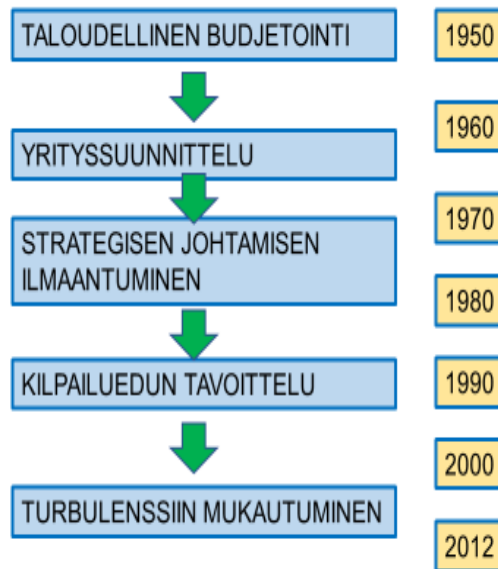 TALOUDELLINEN BUDJETOINTI
1950
1960
YRITYSSUUNNITTELU
1970
STRATEGISEN JOHTAMISEN
ILMAANTUMINEN
1980
KILPAILUEDUN TAVOITTELU
1990
2000
TURBULENSSIIN MUKAUTUMINEN
2012